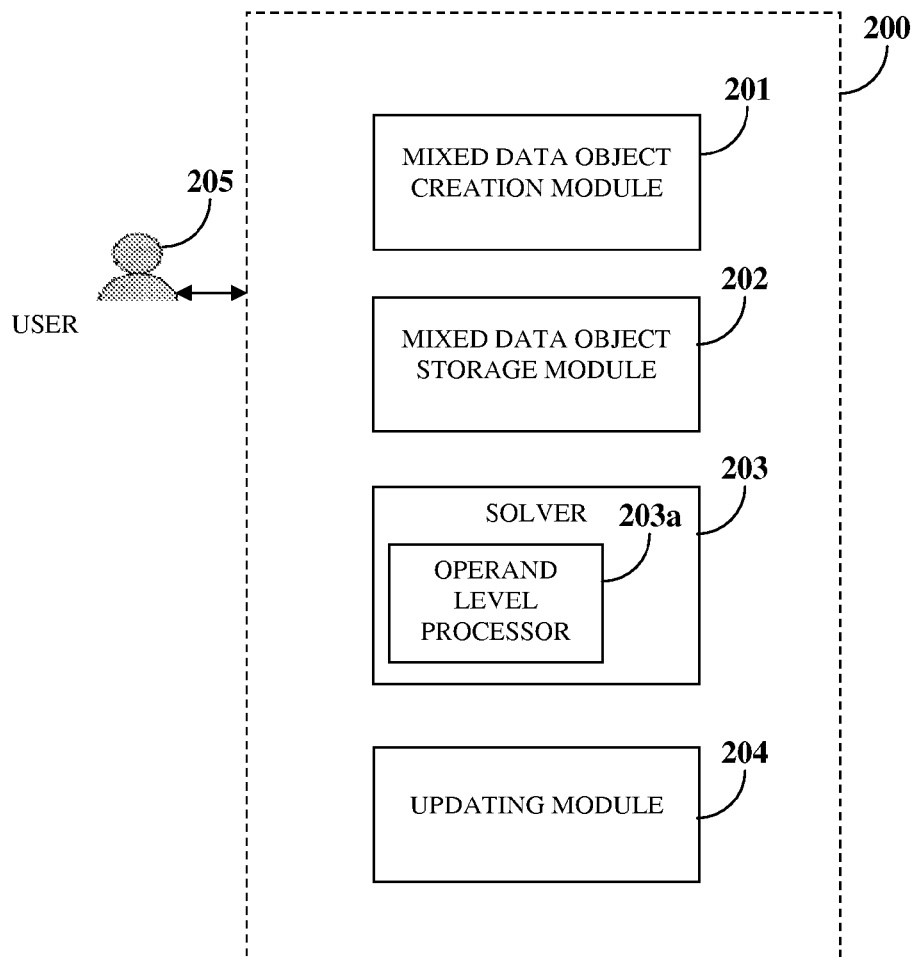 200
201
MIXED DATA OBJECT
CREATION MODULE
205
USER
202
MIXED DATA OBJECT
STORAGE MODULE
203
SOLVER
203a
OPERAND
LEVEL
PROCESSOR
204
UPDATING MODULE